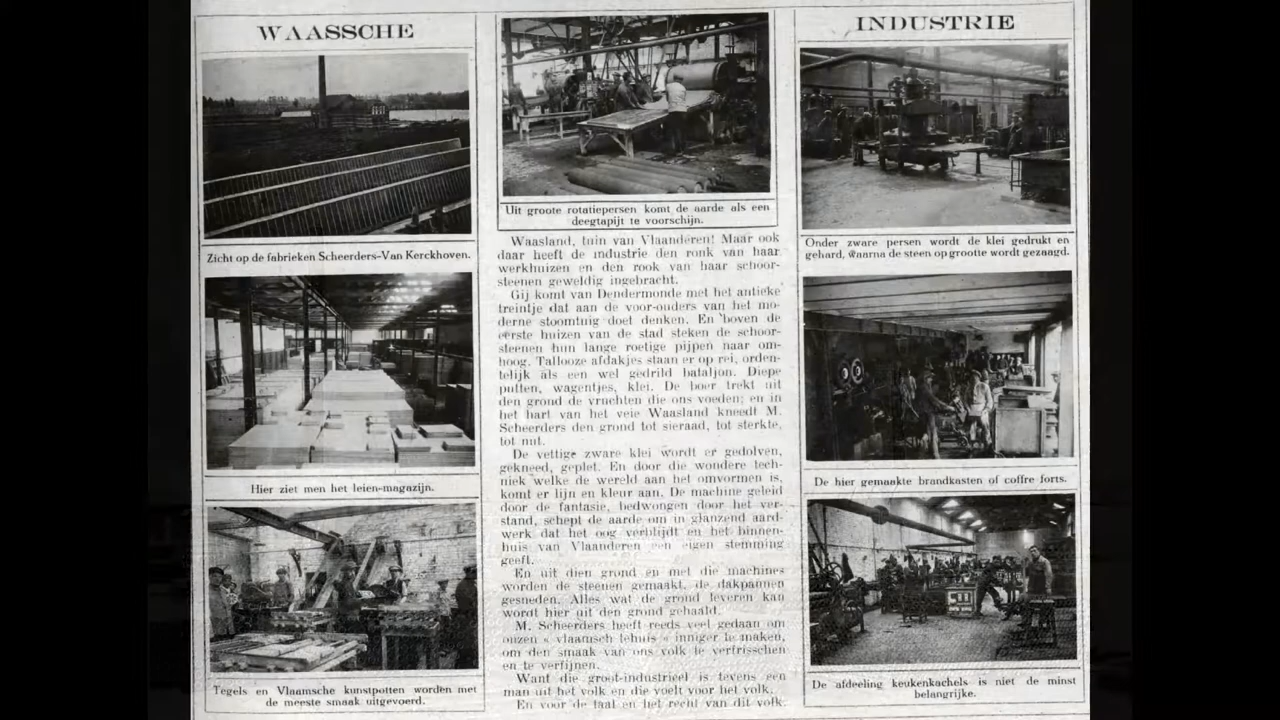 WAASSCHE
Zicht op de fabrieken Scheerders-Van Kerckhoven.
Hier ziet men het leien-magazijn.
Tegels en Vlaamsche kunstpotten worden met
de meeste smaak uitgevoerd.
Uit groote rotatiepersen komt de aarde als een
deegtapijt te voorschijn.
Waasland, tuin van Vlaanderen! Maar ook
daar heeft de industrie den ronk van haar
werkhuizen en den rook van haar schoor-
steenen geweldig ingebracht.
Gij komt van Dendermonde met het antieke
treintje dat aan de voor-ouders van het mo-
derne stoomtuig doet denken. En boven de
eerste huizen van de stad steken de schoor-
steenen hun lange roetige pijpen naar om-
hoog. Tallooze afdakjes staan er op rei, orden-
telijk als een wel gedrild bataljon. Diepe
putten, wagentjes, klei. De boer trekt uit
den grond de vruchten die ons voeden; en in
het hart van het veie Waasland kneedt M.
Scheerders den grond tot sieraad, tot sterkte,
tot nut.
De vettige zware klei wordt er gedolven,
gekneed, geplet. En door die wondere tech-
niek welke de wereld aan het omvormen is,
komt er lijn en kleur aan. De machine geleid
door de fantasie, bedwongen door het ver-
stand, schept de aarde om in glanzend aard-
werk dat het oog verblijdt en het binnen-
huis van Vlaanderen een eigen stemming
geeft.
En uit dien grond en met die machines
worden de steenen gemaakt, de dakpannen
gesneden. Alles wat de grond leveren kan
wordt hier uit den grond gehaald.
M. Scheerders heeft reeds veel gedaan om
onzen « vlaamsch tehuis » inniger te maken,
om den smaak van ons volk te verfrisschen
en te verfijnen.
Want die groot-industrieel is tevens een
man uit het volk en die voelt voor het volk.
En voor de taal en het recht van dit volk.
INDUSTRIE
Onder zware persen wordt de klei gedrukt en
gehard, waarna de steen op grootte wordt gezaagd.
De hier gemaakte brandkasten of coffre forts.
De afdeeling keukenkachels is niet de minst
belangrijke.